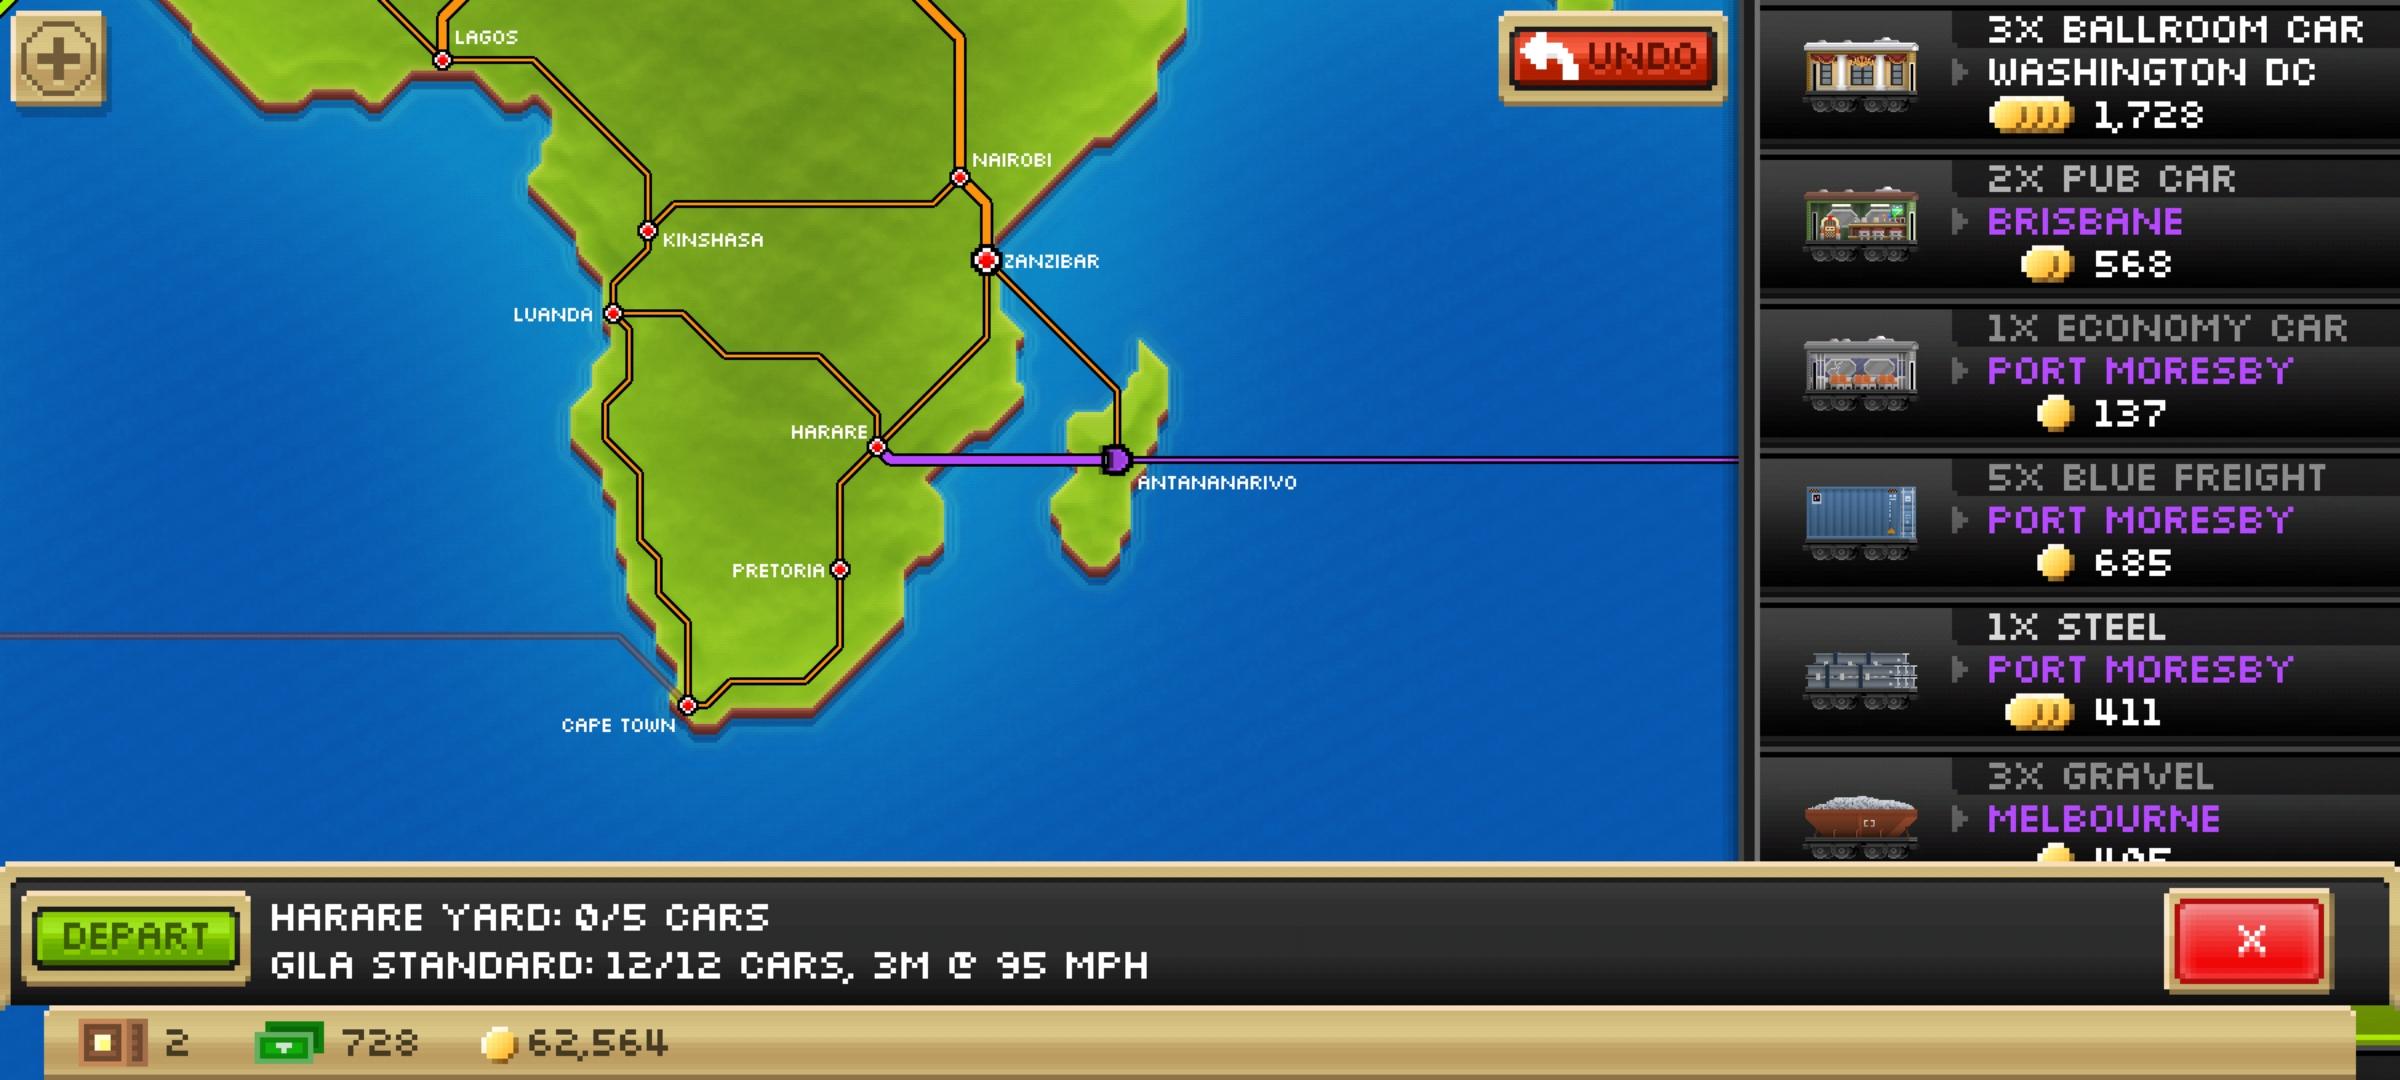 LAGOS
NAIROBI
KINSHASA
ZANZIBAR
LUANDA
HARARE
ANTANANARIVO
PRETORIA
CAPE TOWN
UNDO
3X BALLROOM CAR
WASHINGTON DC
1,728
2X PUB CAR
BRISBANE
568
1X ECONOMY CAR
PORT MORESBY
137
5X BLUE FREIGHT
PORT MORESBY
685
1X STEEL
PORT MORESBY
411
3X GRAVEL
MELBOURNE
DEPART
HARARE YARD: 0/5 CARS
GILA STANDARD: 12/12 CARS, 3M @ 95 MPH
X
2
728
62,564